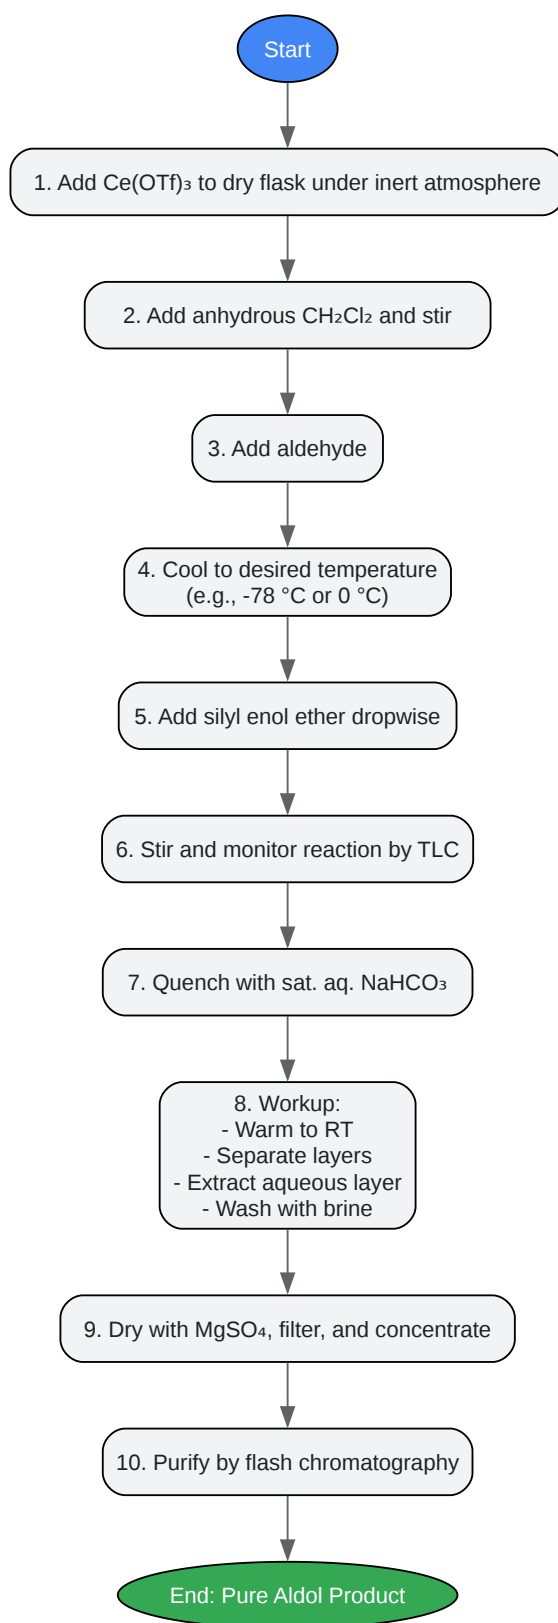 Start
1. Add Ce(OTf)₃ to dry flask under inert atmosphere
2. Add anhydrous CH₂Cl₂ and stir
3. Add aldehyde
4. Cool to desired temperature
(e.g., -78 °C or 0 °C)
5. Add silyl enol ether dropwise
6. Stir and monitor reaction by TLC
7. Quench with sat. aq. NaHCO₃
8. Workup:
- Warm to RT
- Separate layers
- Extract aqueous layer
- Wash with brine
9. Dry with MgSO₄, filter, and concentrate
10. Purify by flash chromatography
End: Pure Aldol Product